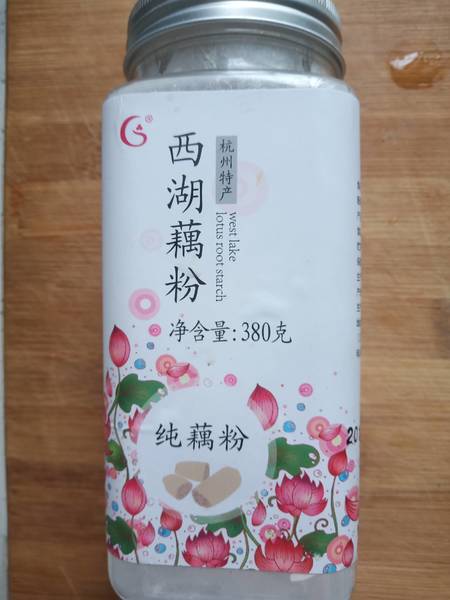 西湖藕粉
杭州特产
west lake
lotus root starch
净含量:380克
纯藕粉